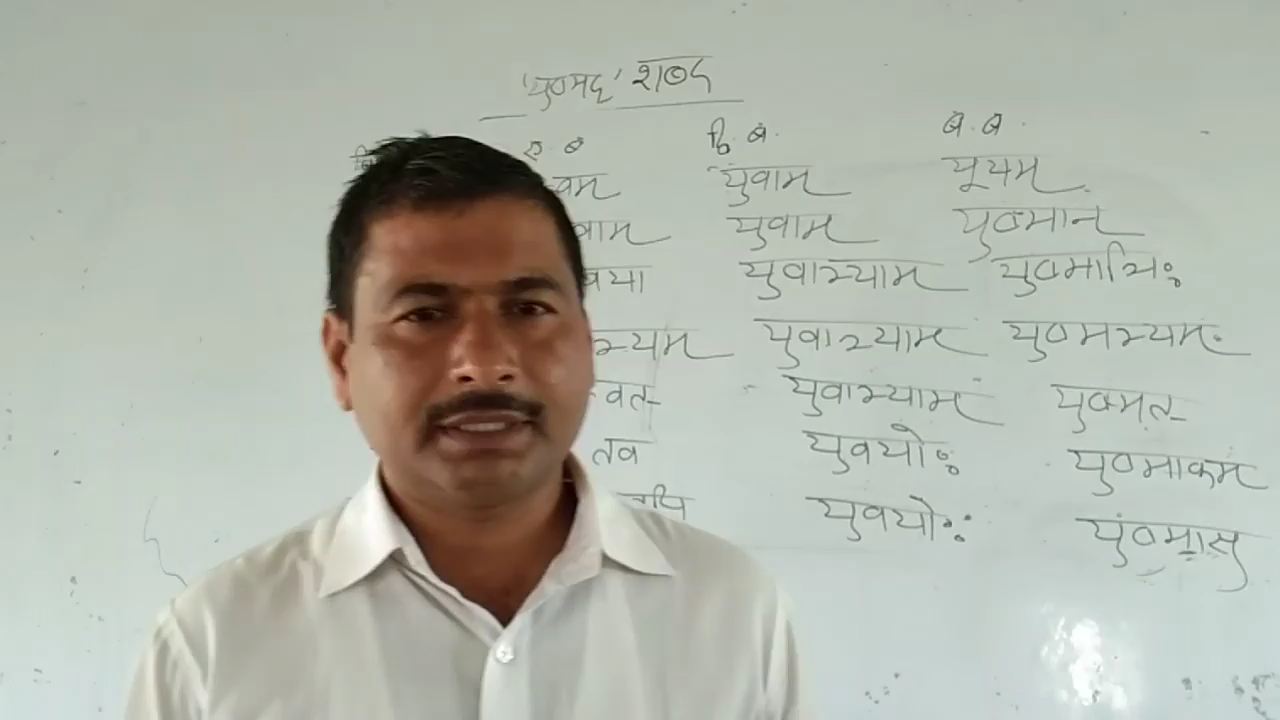 'युष्मद्' शब्द
ए. व. द्वि. व. ब. व.
युवाम् यूयम्
युवाम् युष्मान्
युवाभ्याम् युष्माभिः
युवाभ्याम् युष्मभ्यम्
युवाभ्याम् युष्मत्
तव युवयोः युष्माकम्
युवयोः युष्मासु